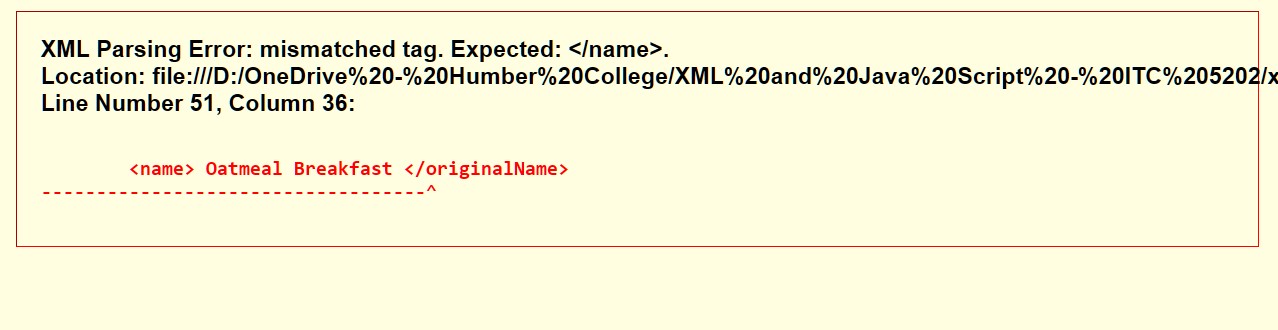 XML Parsing Error: mismatched tag. Expected: </name>.
Location: file:///D:/OneDrive%20-%20Humber%20College/XML%20and%20Java%20Script%20-%20ITC%205202/x
Line Number 51, Column 36:
<name> Oatmeal Breakfast </originalName>
-----------------------------------^